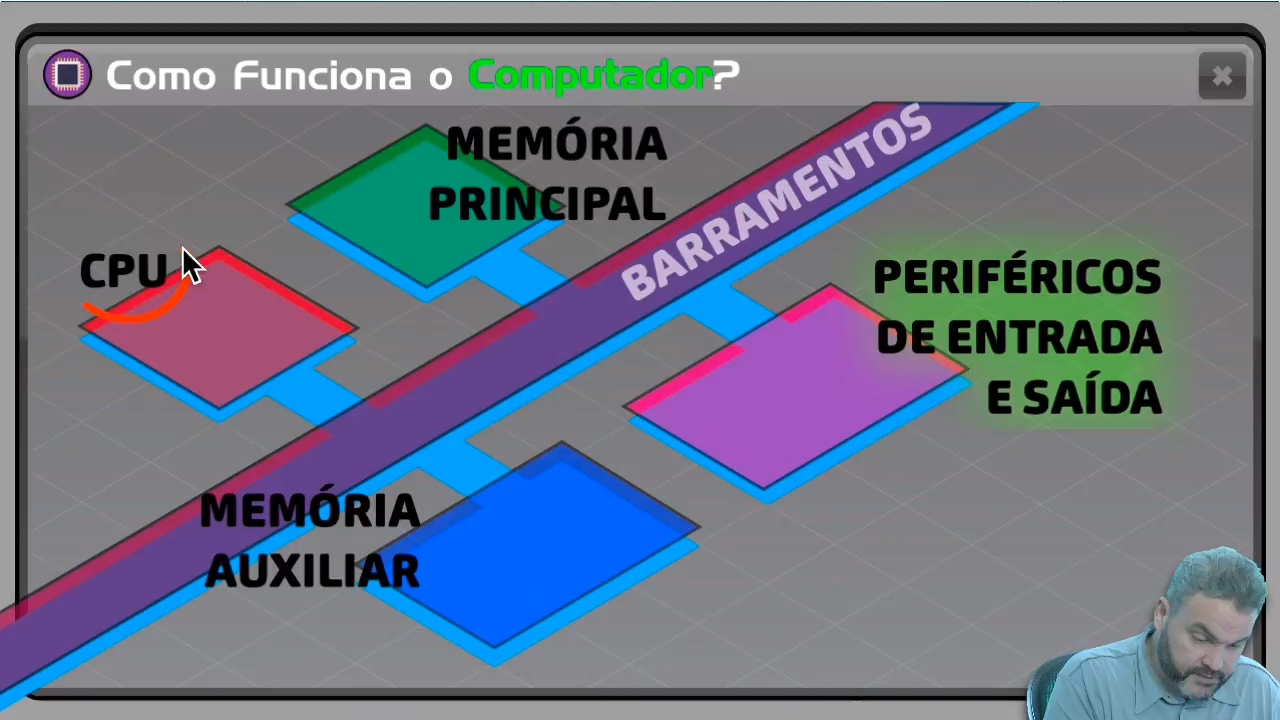 Como Funciona o Computador?
MEMÓRIA
PRINCIPAL
BARRAMENTOS
CPU
PERIFÉRICOS
DE ENTRADA
E SAÍDA
MEMÓRIA
AUXILIAR